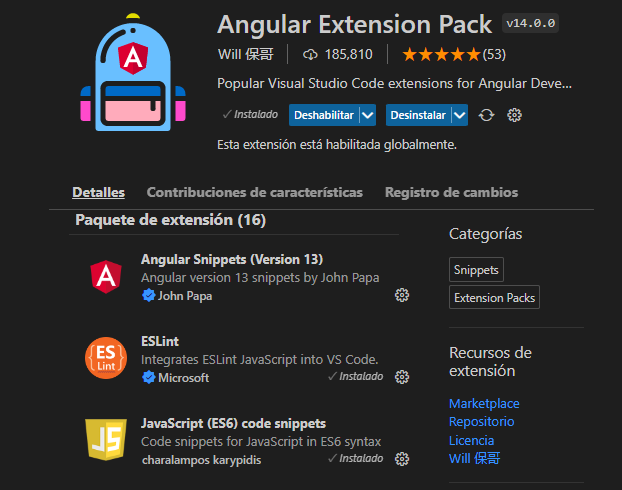 Angular Extension Pack v14.0.0
Will 保哥 185,810 (53)
Popular Visual Studio Code extensions for Angular Deve...
Instalado Deshabilitar Desinstalar
Esta extensión está habilitada globalmente.
Detalles Contribuciones de características Registro de cambios
Paquete de extensión (16)
Angular Snippets (Version 13)
Angular version 13 snippets by John Papa
John Papa
ES
Lint
ESLint
Integrates ESLint JavaScript into VS Code.
Microsoft Instalado
JS
JavaScript (ES6) code snippets
Code snippets for JavaScript in ES6 syntax
charalampos karypidis Instalado
Categorías
Snippets
Extension Packs
Recursos de
extensión
Marketplace
Repositorio
Licencia
Will 保哥